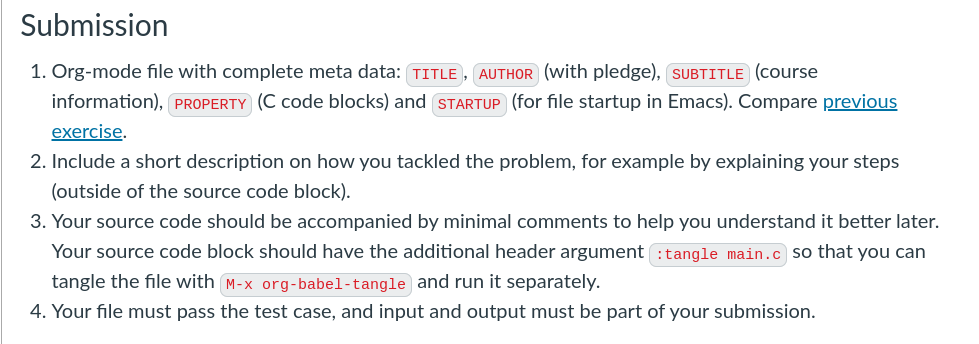 Submission
1. Org-mode file with complete meta data: TITLE, AUTHOR (with pledge), SUBTITLE (course
information), PROPERTY (C code blocks) and STARTUP (for file startup in Emacs). Compare previous
exercise.
2. Include a short description on how you tackled the problem, for example by explaining your steps
(outside of the source code block).
3. Your source code should be accompanied by minimal comments to help you understand it better later.
Your source code block should have the additional header argument :tangle main.c so that you can
tangle the file with M-x org-babel-tangle and run it separately.
4. Your file must pass the test case, and input and output must be part of your submission.